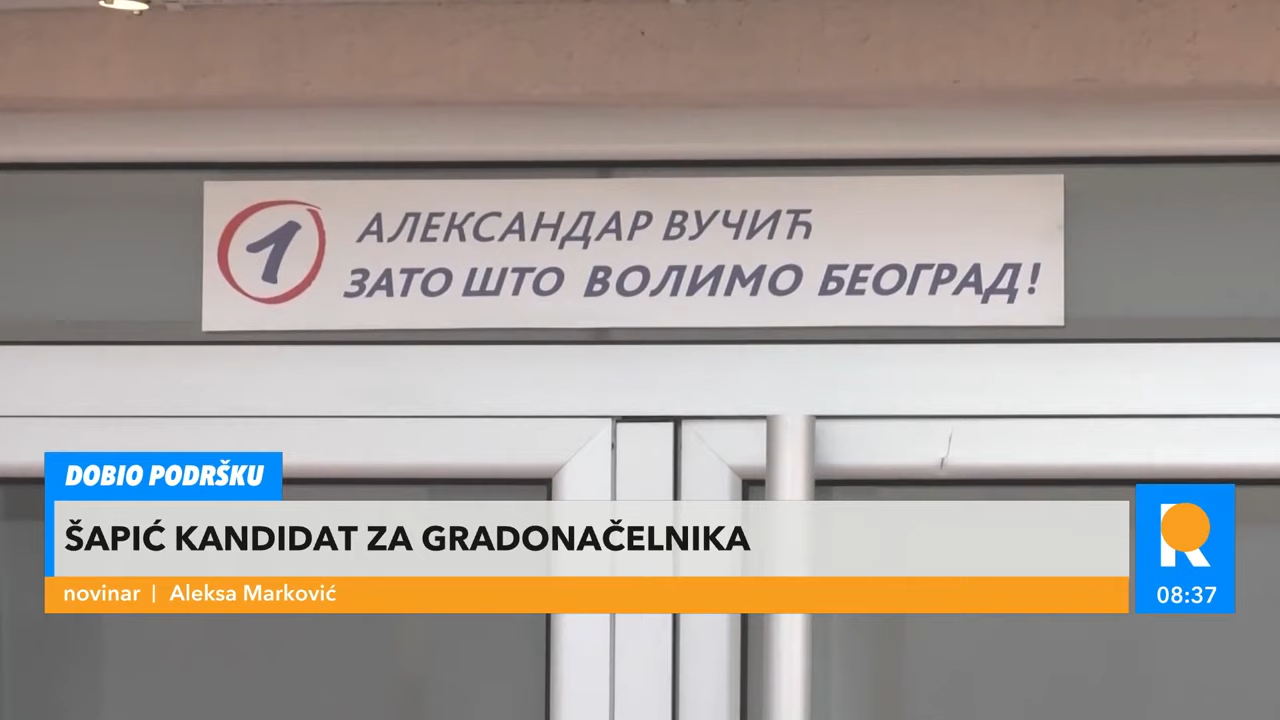 1
АЛЕКСАНДАР ВУЧИЋ
ЗАТО ШТО ВОЛИМО БЕОГРАД!
DOBIO PODRŠKU
ŠAPIĆ KANDIDAT ZA GRADONAČELNIKA
novinar | Aleksa Marković
R
08:37